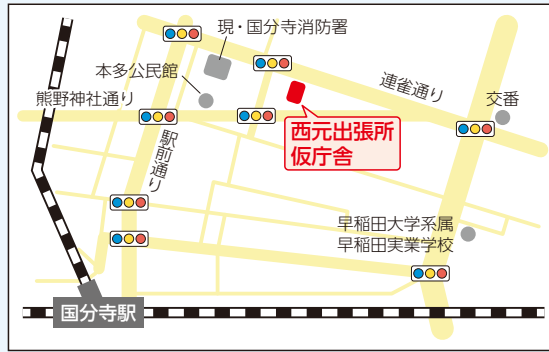 現・国分寺消防署
本多公民館
連雀通り
熊野神社通り
交番
西元出張所
仮庁舎
駅前通り
早稲田大学系属
早稲田実業学校
国分寺駅